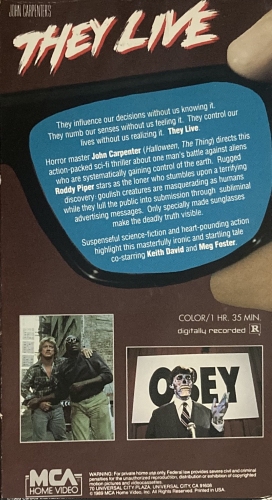 JOHN CARPENTER'S
THEY LIVE
They influence our decisions without us knowing it.
They numb our senses without us feeling it. They control our
lives without us realizing it. They Live.
Horror master John Carpenter (Halloween, The Thing) directs this
action-packed sci-fi thriller about one man's battle against aliens
who are systematically gaining control of the earth. Rugged
Roddy Piper stars as the loner who stumbles upon a terrifying
discovery: ghoulish creatures are masquerading as humans
while they lull the public into submission through subliminal
advertising messages. Only specially made sunglasses
make the deadly truth visible.
Suspenseful science-fiction and heart-pounding action
highlight this masterfully ironic and startling tale
co-starring Keith David and Meg Foster.
COLOR/1 HR. 35 MIN.
digitally recorded R
OBEY
MCA
HOME VIDEO
WARNING: For private home use only. Federal law provides severe civil and criminal
penalties for the unauthorized reproduction, distribution or exhibition of copyrighted
motion pictures and videocassettes.
70 UNIVERSAL CITY PLAZA, UNIVERSAL CITY, CA 91608
© 1989 MCA Home Video, Inc. All Rights Reserved. Printed in USA.